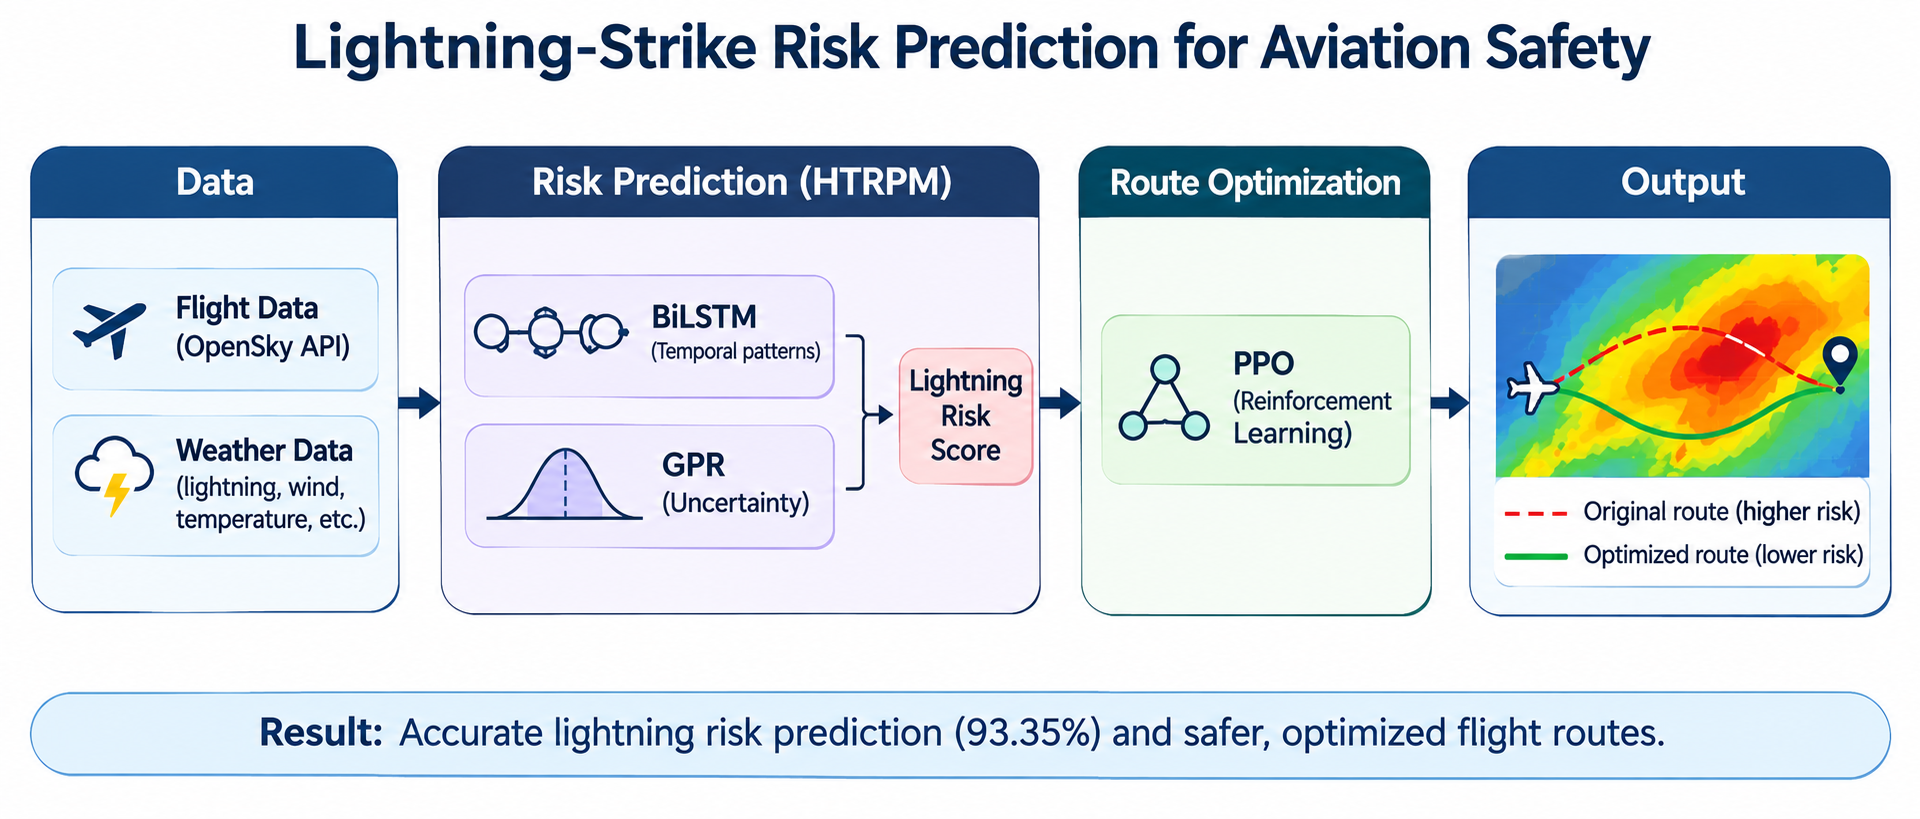 Lightning-Strike Risk Prediction for Aviation Safety
Data
Flight Data
(OpenSky API)
Weather Data
(lightning, wind,
temperature, etc.)
Risk Prediction (HTRPM)
BiLSTM
(Temporal patterns)
GPR
(Uncertainty)
Lightning
Risk
Score
Route Optimization
PPO
(Reinforcement
Learning)
Output
Original route (higher risk)
Optimized route (lower risk)
Result: Accurate lightning risk prediction (93.35%) and safer, optimized flight routes.